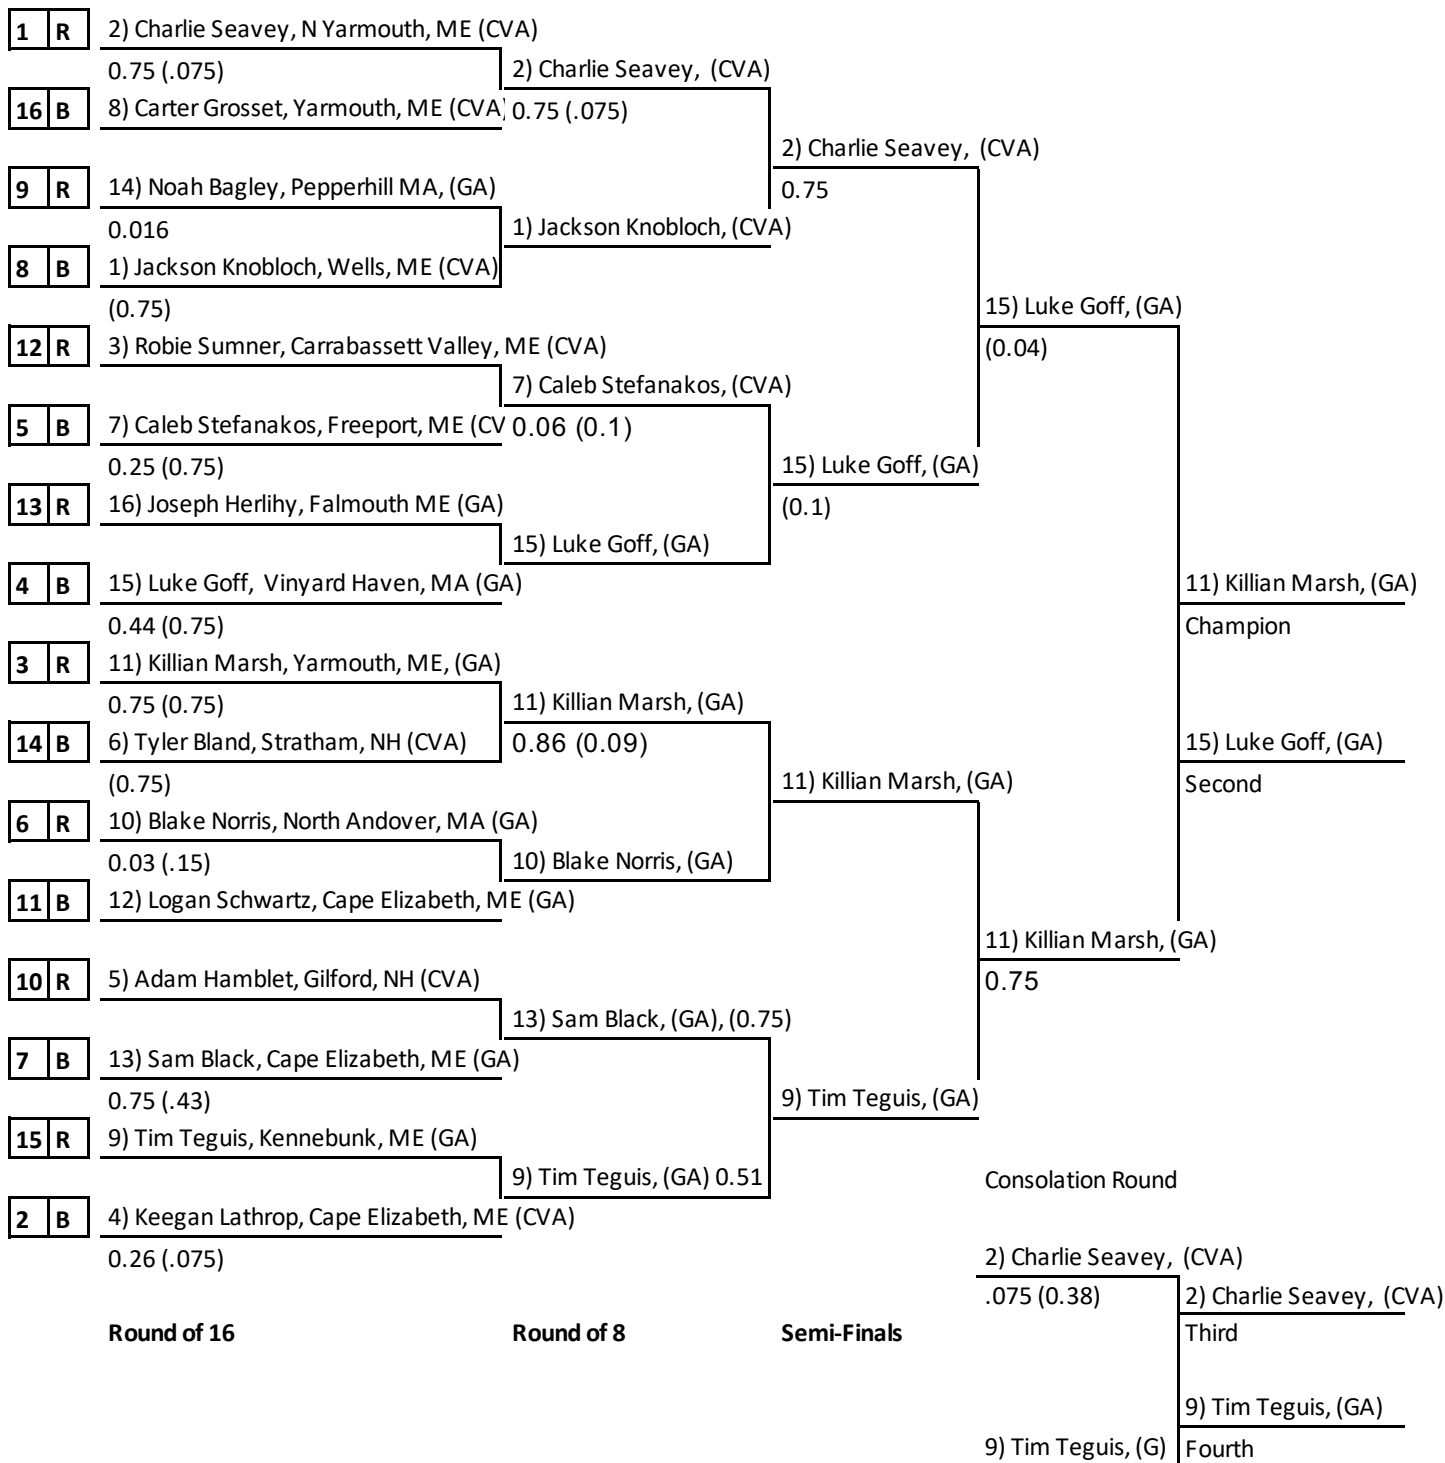 1 R 2) Charlie Seavey, N Yarmouth, ME (CVA)
0.75 (.075)
2) Charlie Seavey, (CVA)
16 B 8) Carter Grosset, Yarmouth, ME (CVA)
0.75 (.075)
2) Charlie Seavey, (CVA)
9 R 14) Noah Bagley, Pepperhill MA, (GA)
0.75
0.016
1) Jackson Knobloch, (CVA)
8 B 1) Jackson Knobloch, Wells, ME (CVA)
(0.75)
15) Luke Goff, (GA)
12 R 3) Robie Sumner, Carrabassett Valley, ME (CVA)
(0.04)
7) Caleb Stefanakos, (CVA)
5 B 7) Caleb Stefanakos, Freeport, ME (CV
0.06 (0.1)
0.25 (0.75)
15) Luke Goff, (GA)
13 R 16) Joseph Herlihy, Falmouth ME (GA)
(0.1)
15) Luke Goff, (GA)
4 B 15) Luke Goff, Vinyard Haven, MA (GA)
11) Killian Marsh, (GA)
0.44 (0.75)
Champion
3 R 11) Killian Marsh, Yarmouth, ME, (GA)
0.75 (0.75)
11) Killian Marsh, (GA)
14 B 6) Tyler Bland, Stratham, NH (CVA)
0.86 (0.09)
15) Luke Goff, (GA)
(0.75)
11) Killian Marsh, (GA)
Second
6 R 10) Blake Norris, North Andover, MA (GA)
0.03 (.15)
10) Blake Norris, (GA)
11 B 12) Logan Schwartz, Cape Elizabeth, ME (GA)
11) Killian Marsh, (GA)
10 R 5) Adam Hamblet, Gilford, NH (CVA)
0.75
13) Sam Black, (GA), (0.75)
7 B 13) Sam Black, Cape Elizabeth, ME (GA)
0.75 (.43)
9) Tim Teguis, (GA)
15 R 9) Tim Teguis, Kennebunk, ME (GA)
9) Tim Teguis, (GA) 0.51
Consolation Round
2 B 4) Keegan Lathrop, Cape Elizabeth, ME (CVA)
0.26 (.075)
2) Charlie Seavey, (CVA)
.075 (0.38)
2) Charlie Seavey, (CVA)
Round of 16
Round of 8
Semi-Finals
Third
9) Tim Teguis, (GA)
9) Tim Teguis, (G)
Fourth